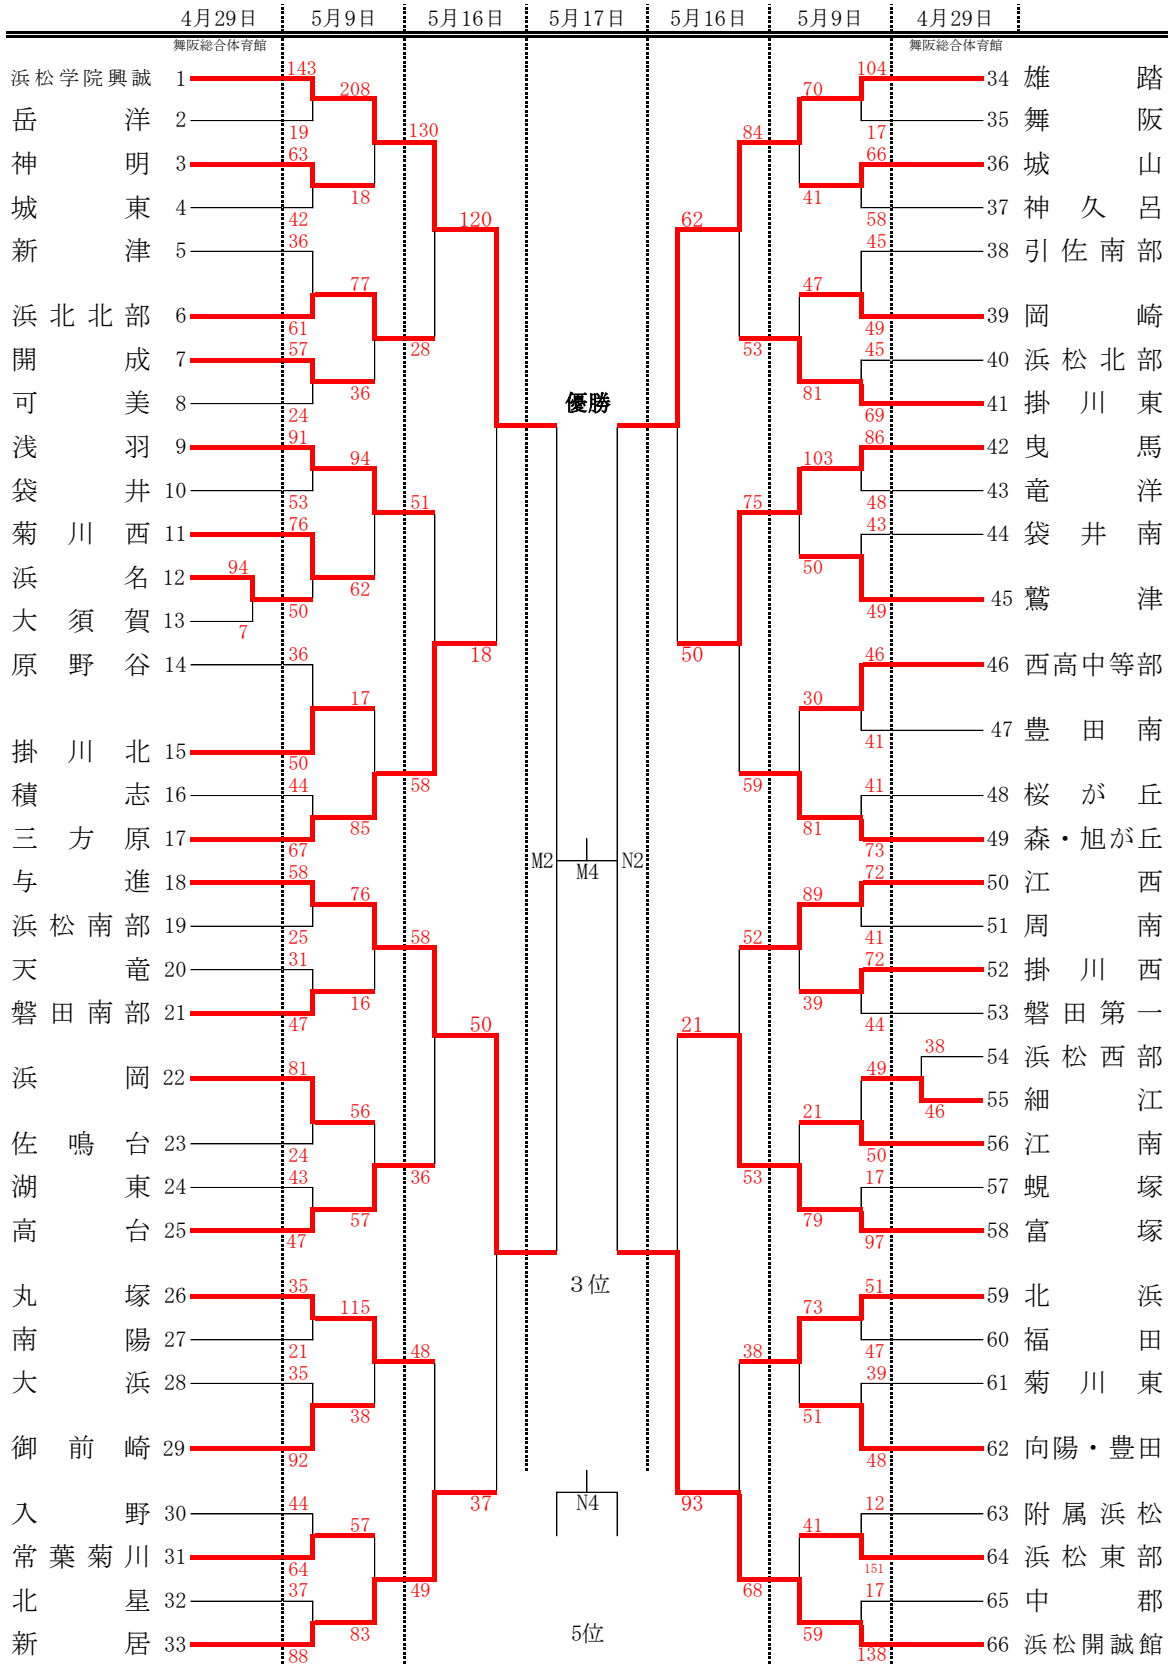 4月29日 5月9日 5月16日 5月17日 5月16日 5月9日 4月29日
舞阪総合体育館 舞阪総合体育館
浜松学院興誠 1 143 104 34 雄踏
208 70
岳洋 2 19 17 35 舞阪
130 84
神明 3 63 66 36 城山
18 41
城東 4 42 58 37 神久呂
120 62
新津 5 36 45 38 引佐南部
77 47
浜北北部 6 61 49 39 岡崎
28 53
開成 7 57 45 40 浜松北部
36 81
可美 8 24 69 41 掛川東
優勝
浅羽 9 91 86 42 曳馬
94 103
袋井 10 53 48 43 竜洋
51 75
菊川西 11 76 43 44 袋井南
浜名 12 94 62 50
50 49 45 鷲津
大須賀 13 7
18 50
原野谷 14 36 46 46 西高中等部
17 30
41 47 豊田南
掛川北 15 50
58 59
積志 16 44 41 48 桜が丘
85 81
三方原 17 67 73 49 森・旭が丘
M2 M4 N2
与進 18 58 72 50 江西
76 89
浜松南部 19 25 41 51 周南
58 52
天竜 20 31 72 52 掛川西
16 39
磐田南部 21 47 44 53 磐田第一
50 21
38 54 浜松西部
浜岡 22 81 49
46 55 細江
56 21
佐鳴台 23 24 50 56 江南
36 53
湖東 24 43 17 57 蜆塚
57 79
高台 25 47 97 58 富塚
3位
丸塚 26 35 51 59 北浜
115 73
南陽 27 21 47 60 福田
48 38
大浜 28 35 39 61 菊川東
38 51
御前崎 29 92 48 62 向陽・豊田
37 N4 93
入野 30 44 12 63 附属浜松
57 41
常葉菊川 31 64 151 64 浜松東部
49 68
北星 32 37 17 65 中郡
83 59
5位
新居 33 88 138 66 浜松開誠館